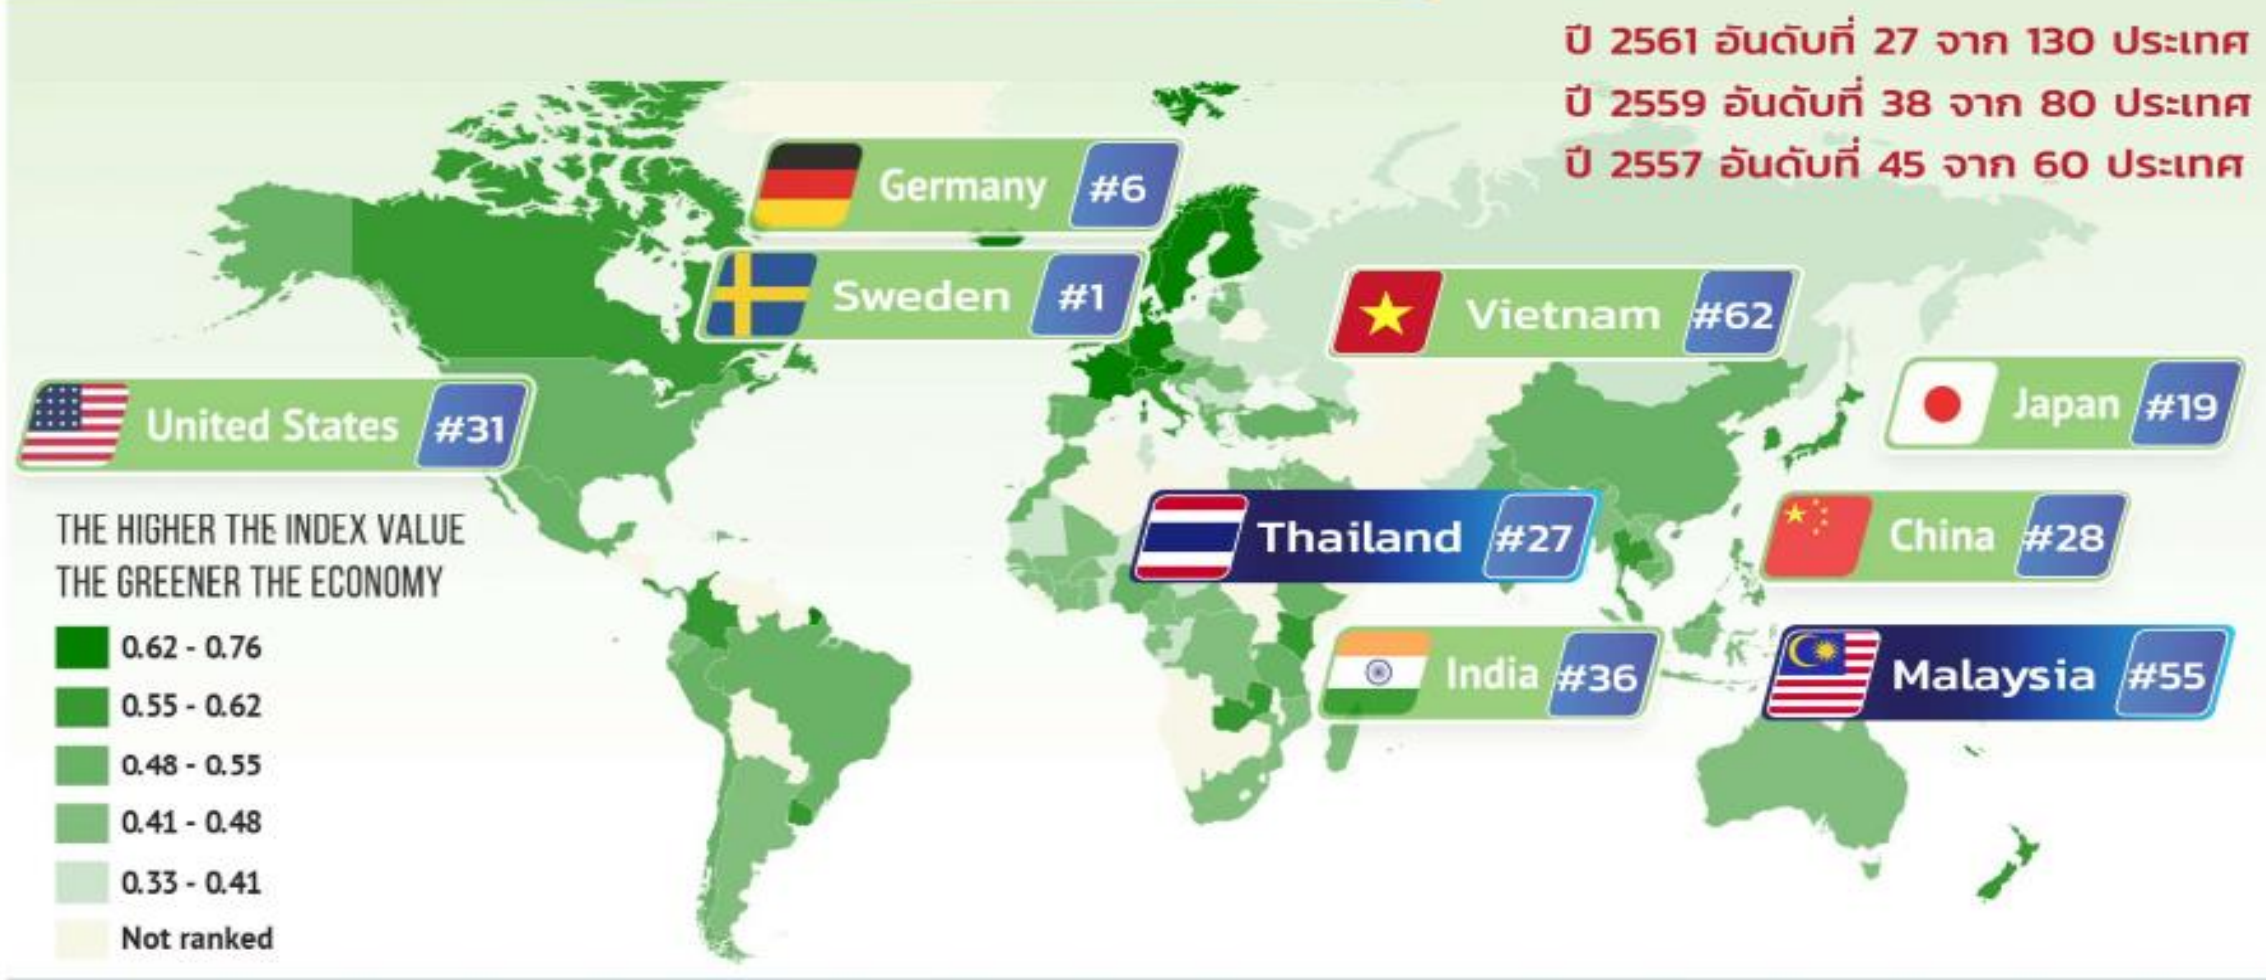 ปี 2561 อันดับที่ 27 จาก 130 ประเทศ
ปี 2559 อันดับที่ 38 จาก 80 ประเทศ
ปี 2557 อันดับที่ 45 จาก 60 ประเทศ
Germany #6
Sweden #1
Vietnam #62
United States #31
Japan #19
Thailand #27
China #28
India #36
Malaysia #55
THE HIGHER THE INDEX VALUE
THE GREENER THE ECONOMY
0.62 - 0.76
0.55 - 0.62
0.48 - 0.55
0.41 - 0.48
0.33 - 0.41
Not ranked